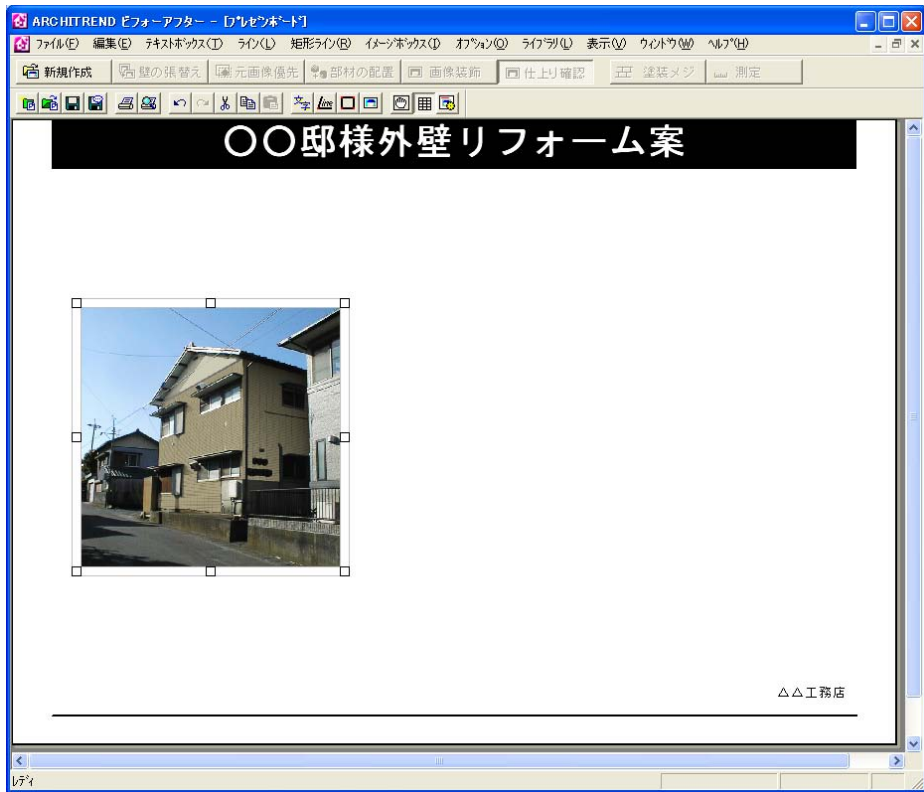 ARCHITREND ビフォーアフター - [プレゼンボード]
ファイル(F) 編集(E) テキストボックス(T) ライン(L) 矩形ライン(R) イメージボックス(I) オプション(O) ライブラリ(L) 表示(V) ウィンドウ(W) ヘルプ(H)
新規作成 壁の張替え 元画像優先 部材の配置 画像装飾 仕上り確認 塗装メジ 測定
文字 Line
〇〇邸様外壁リフォーム案
△△工務店
レディ